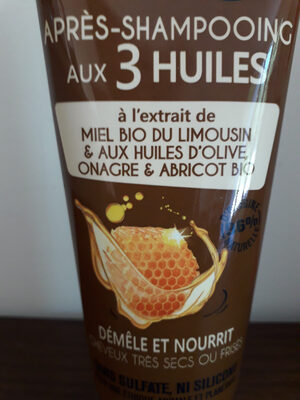 APRÈS-SHAMPOOING
AUX 3 HUILES
à l'extrait de
MIEL BIO DU LIMOUSIN
& AUX HUILES D'OLIVE,
ONAGRE & ABRICOT BIO
DÉMÊLE ET NOURRIT
CHEVEUX TRÈS SECS OU FRISÉS
SULFATE, NI SILICONE